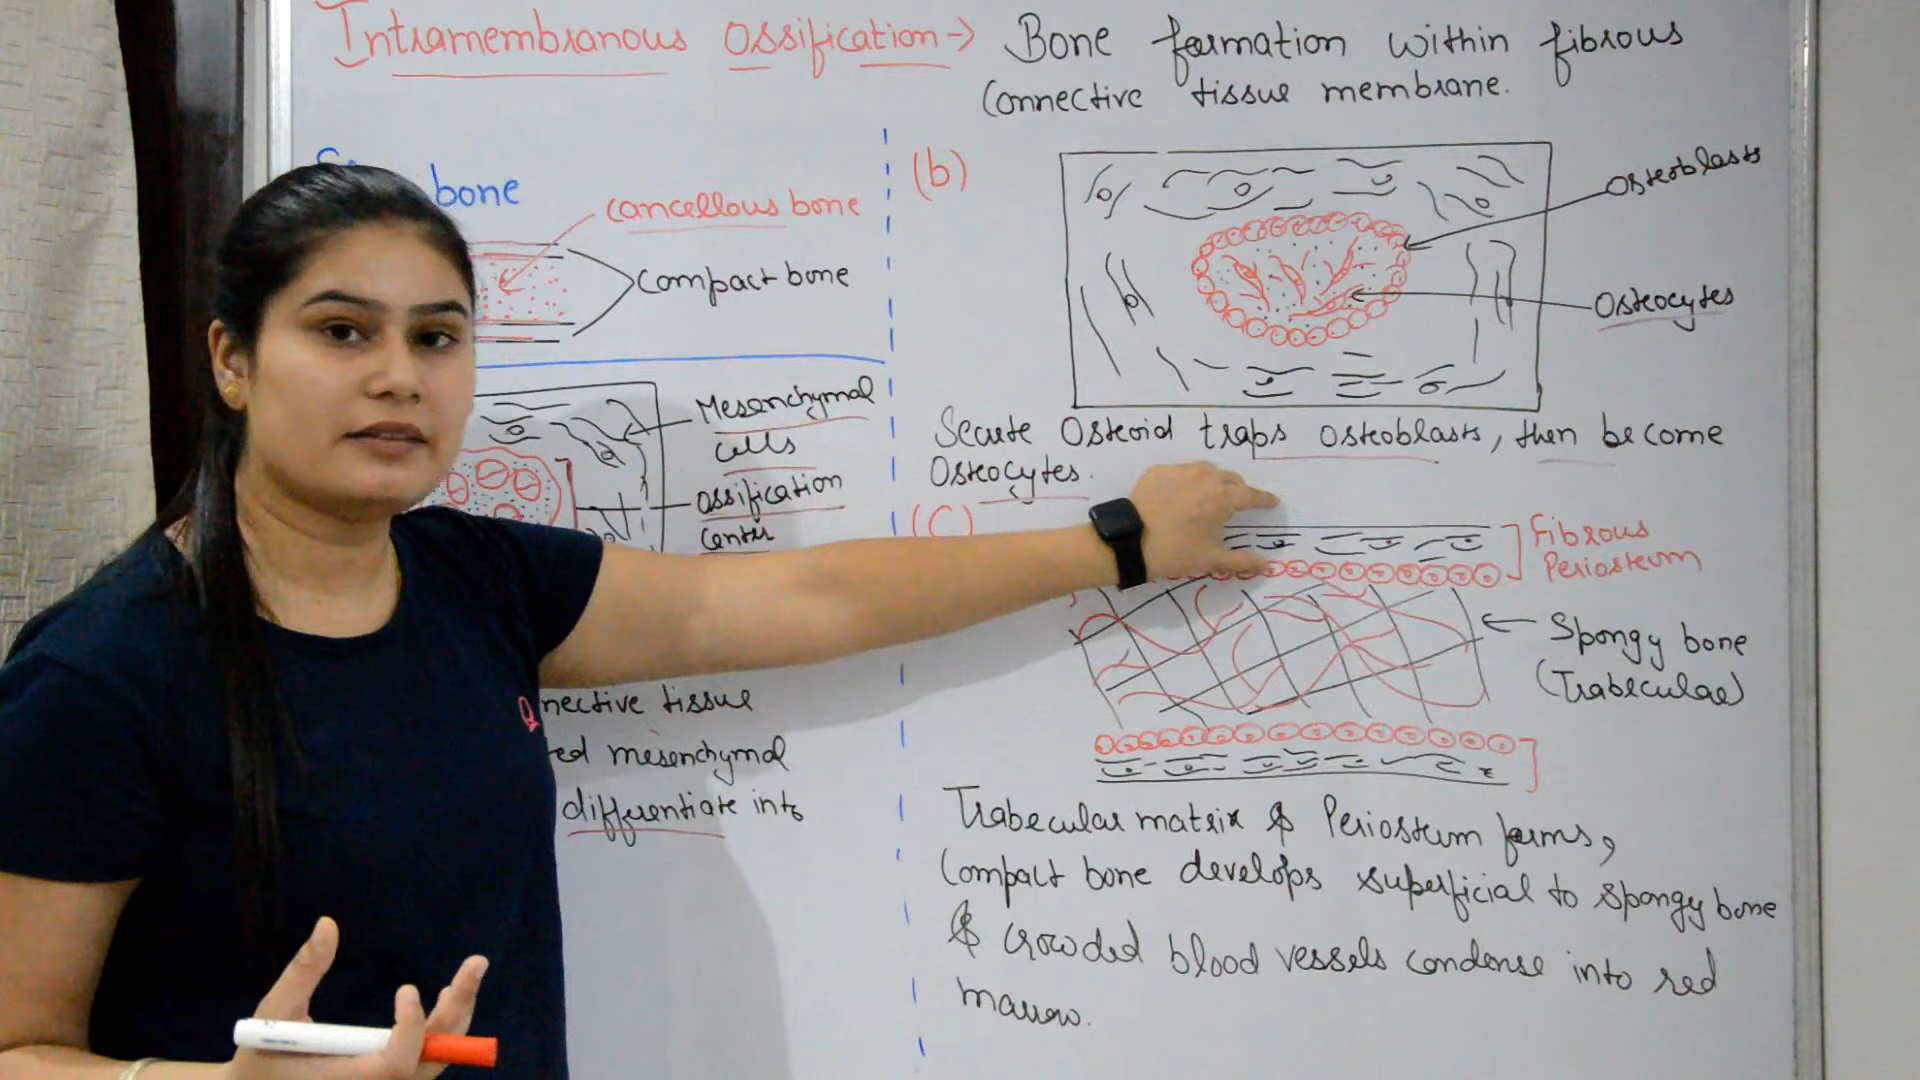 Intramembranous Ossification → Bone formation within fibrous
Connective tissue membrane.
bone
Cancellous bone
Compact bone
Mesenchymal
cells
Ossification
center
nective tissue
ed mesenchymal
differentiate into
(b)
Osteoblasts
Osteocytes
Secrete Osteoid traps osteoblasts, then become
Osteocytes.
(C)
Fibrous
Periosteum
Spongy bone
(Trabeculae)
Trabecular matrix & Periosteum forms,
Compact bone develops superficial to spongy bone
& crowded blood vessels condense into red
marrow.